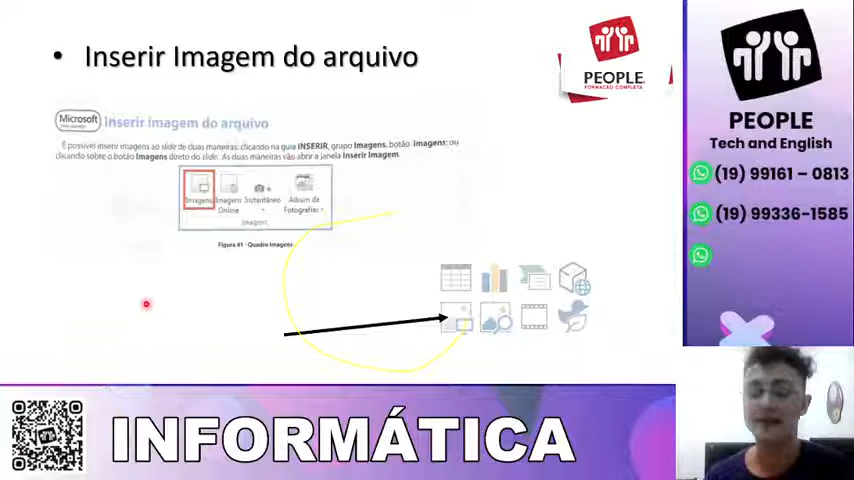 • Inserir Imagem do arquivo
PEOPLE
FORMAÇÃO COMPLETA
Microsoft
Inserir Imagem do arquivo
É possível inserir imagens ao slide de duas maneiras: clicando na guia INSERIR, grupo Imagens, botão Imagens; ou
clicando sobre o botão Imagens direto do slide. As duas maneiras vão abrir a janela Inserir Imagem.
Imagens
Imagens Online
Instantâneo
Álbum de Fotografias
Imagens
Figura 41 - Quadro Imagens
PEOPLE
Tech and English
(19) 99161 – 0813
(19) 99336-1585
INFORMÁTICA